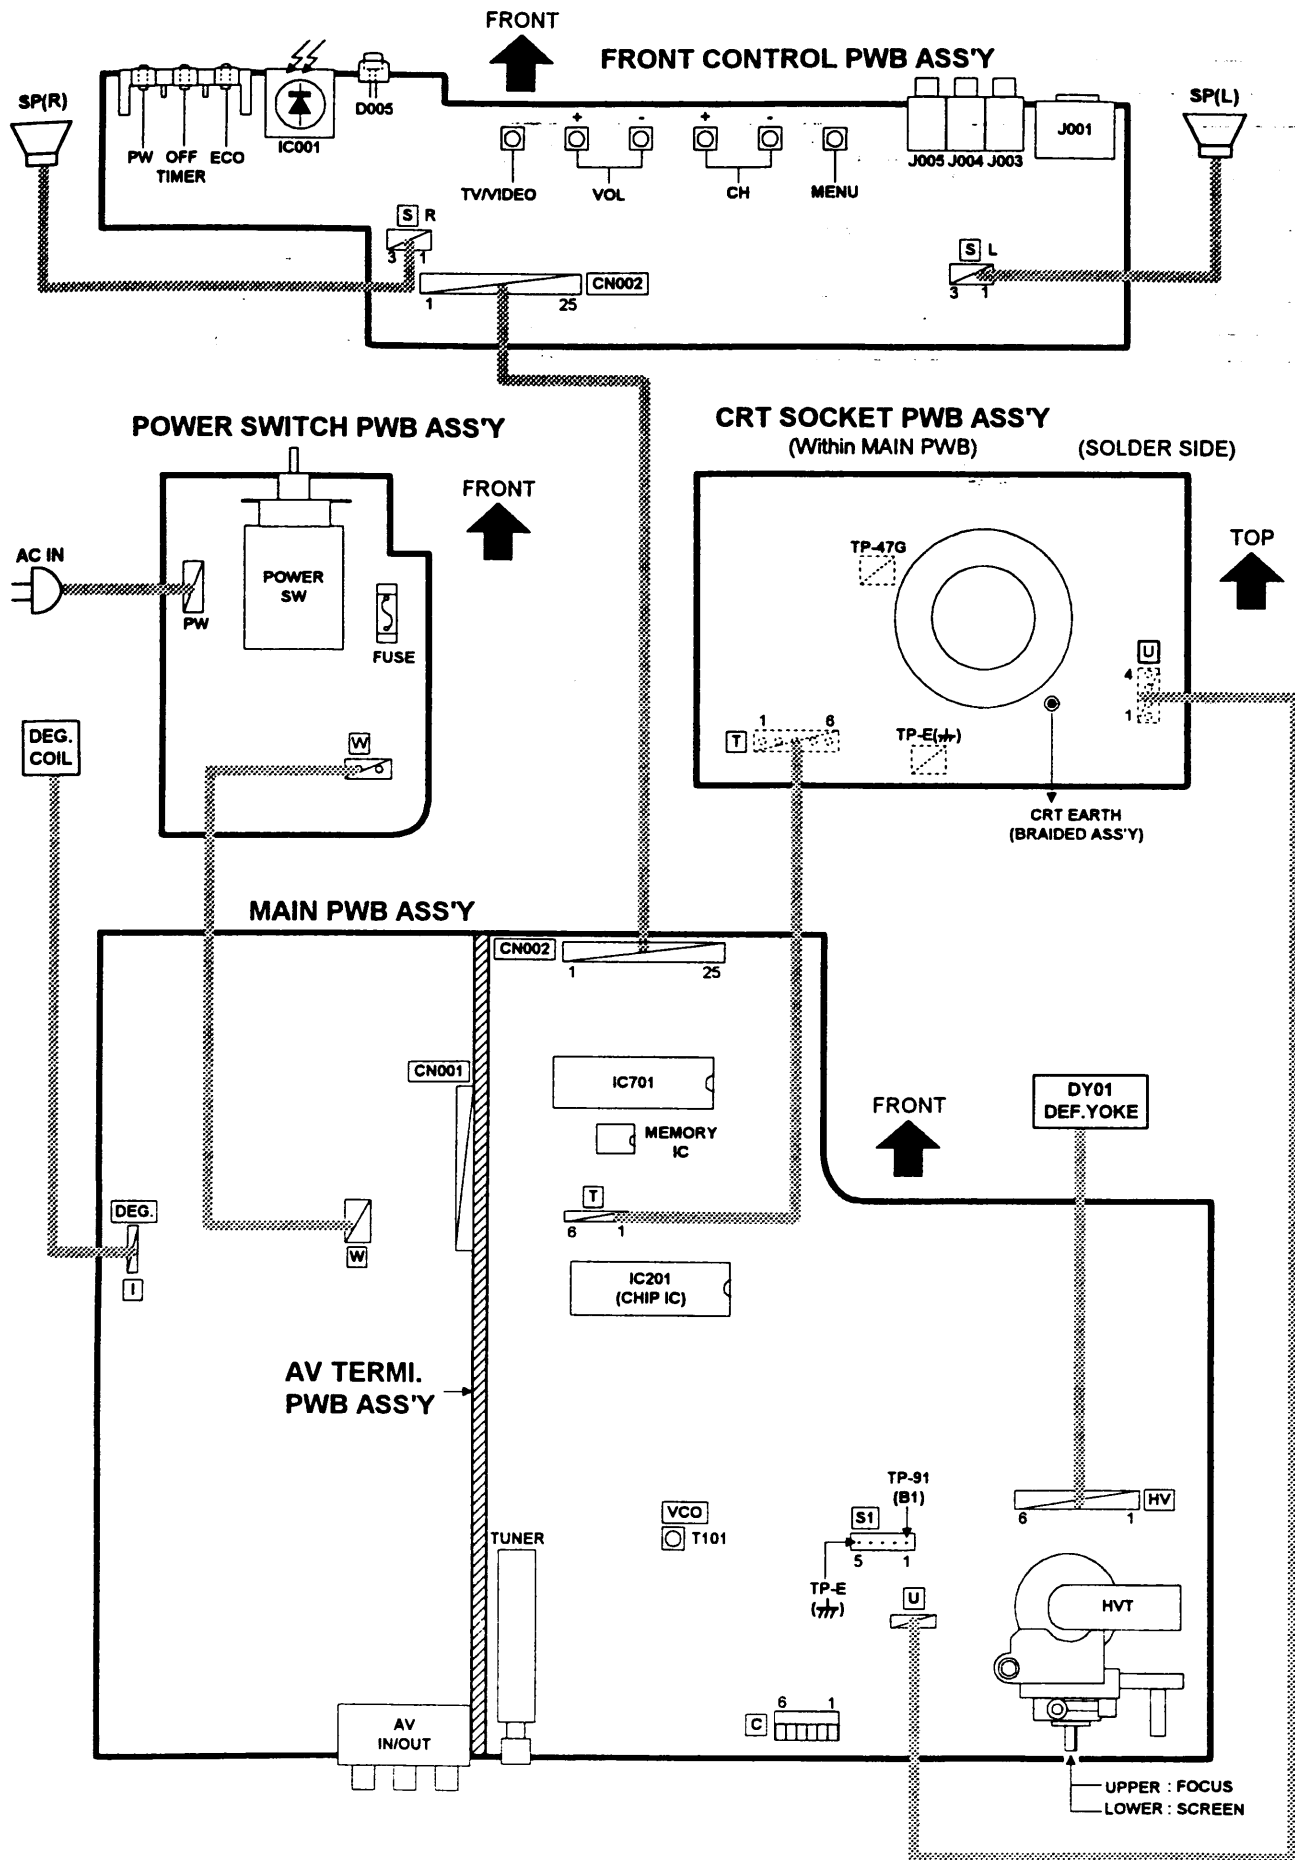 FRONT
FRONT CONTROL PWB ASS'Y
SP(R)
D005
SP(L)
IC001
PW OFF TIMER ECO
+ - + -
J005 J004 J003
J001
TV/VIDEO
VOL
CH
MENU
S R
3 1
S L
3 1
CN002
1 25
POWER SWITCH PWB ASS'Y
CRT SOCKET PWB ASS'Y
(Within MAIN PWB)
(SOLDER SIDE)
FRONT
AC IN
POWER
SW
PW
FUSE
TP-47G
TOP
U
4
1
DEG.
COIL
W
1 6
T
TP-E( )
CRT EARTH
(BRAIDED ASS'Y)
MAIN PWB ASS'Y
CN002
1 25
CN001
IC701
MEMORY
IC
FRONT
DY01
DEF.YOKE
T
6 1
DEG.
I
W
IC201
(CHIP IC)
AV TERMI.
PWB ASS'Y
TP-91
(B1)
HV
6 1
VCO
T101
S1
5 1
TUNER
TP-E
( )
U
HVT
C
6 1
AV
IN/OUT
UPPER : FOCUS
LOWER : SCREEN